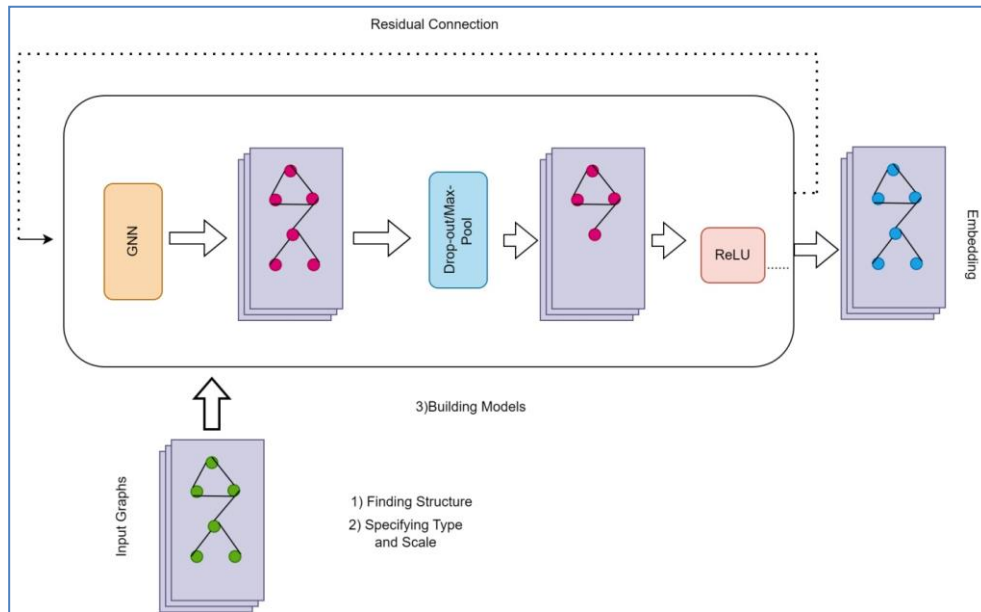 Residual Connection
GNN
Drop-out/Max-
Pool
ReLU
Embedding
3)Building Models
Input Graphs
1) Finding Structure
2) Specifying Type
and Scale